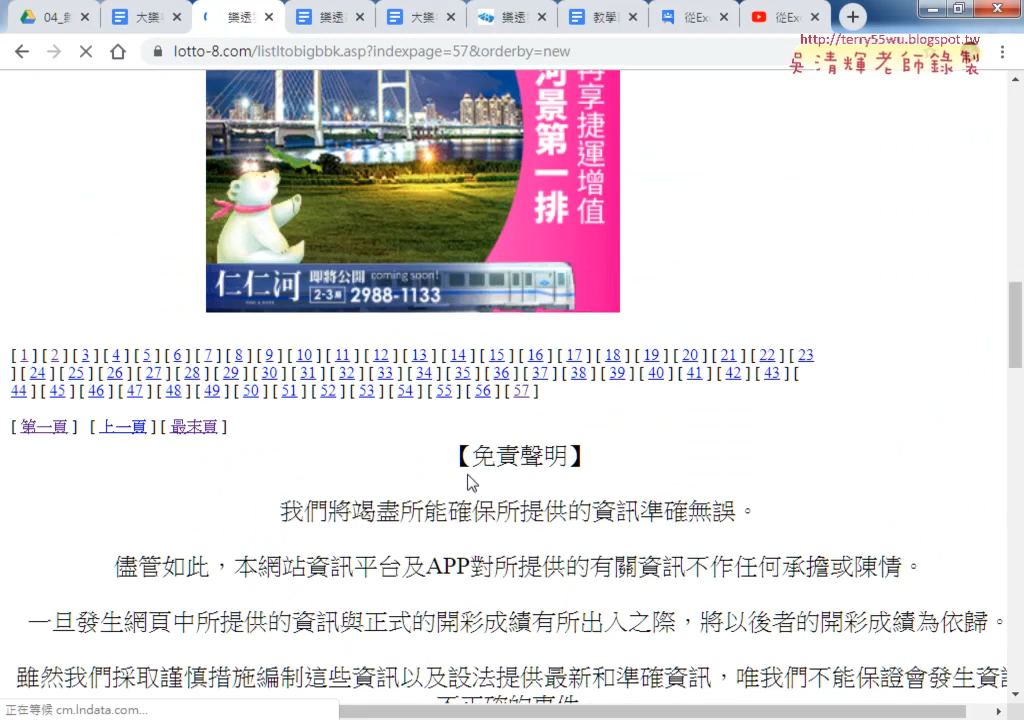 04_
大樂
樂透
樂透
大樂
樂透
教學
從Exc
從Exc
lotto-8.com/listltobigbbk.asp?indexpage=57&orderby=new
http://terry55wu.blogspot.tw
吳清輝老師錄製
再享捷運增值
河景第一排
仁仁河 即將公開 coming soon!
2-3房 2988-1133
[ 1 ] [ 2 ] [ 3 ] [ 4 ] [ 5 ] [ 6 ] [ 7 ] [ 8 ] [ 9 ] [ 10 ] [ 11 ] [ 12 ] [ 13 ] [ 14 ] [ 15 ] [ 16 ] [ 17 ] [ 18 ] [ 19 ] [ 20 ] [ 21 ] [ 22 ] [ 23
] [ 24 ] [ 25 ] [ 26 ] [ 27 ] [ 28 ] [ 29 ] [ 30 ] [ 31 ] [ 32 ] [ 33 ] [ 34 ] [ 35 ] [ 36 ] [ 37 ] [ 38 ] [ 39 ] [ 40 ] [ 41 ] [ 42 ] [ 43 ] [
44 ] [ 45 ] [ 46 ] [ 47 ] [ 48 ] [ 49 ] [ 50 ] [ 51 ] [ 52 ] [ 53 ] [ 54 ] [ 55 ] [ 56 ] [ 57 ]
[ 第一頁 ] [ 上一頁 ] [ 最末頁 ]
【免責聲明】
我們將竭盡所能確保所提供的資訊準確無誤。
儘管如此，本網站資訊平台及APP對所提供的有關資訊不作任何承擔或陳情。
一旦發生網頁中所提供的資訊與正式的開彩成績有所出入之際，將以後者的開彩成績為依歸。
雖然我們採取謹慎措施編制這些資訊以及設法提供最新和準確資訊，唯我們不能保證會發生資訊
不正確的事件
正在等候 cm.lndata.com...